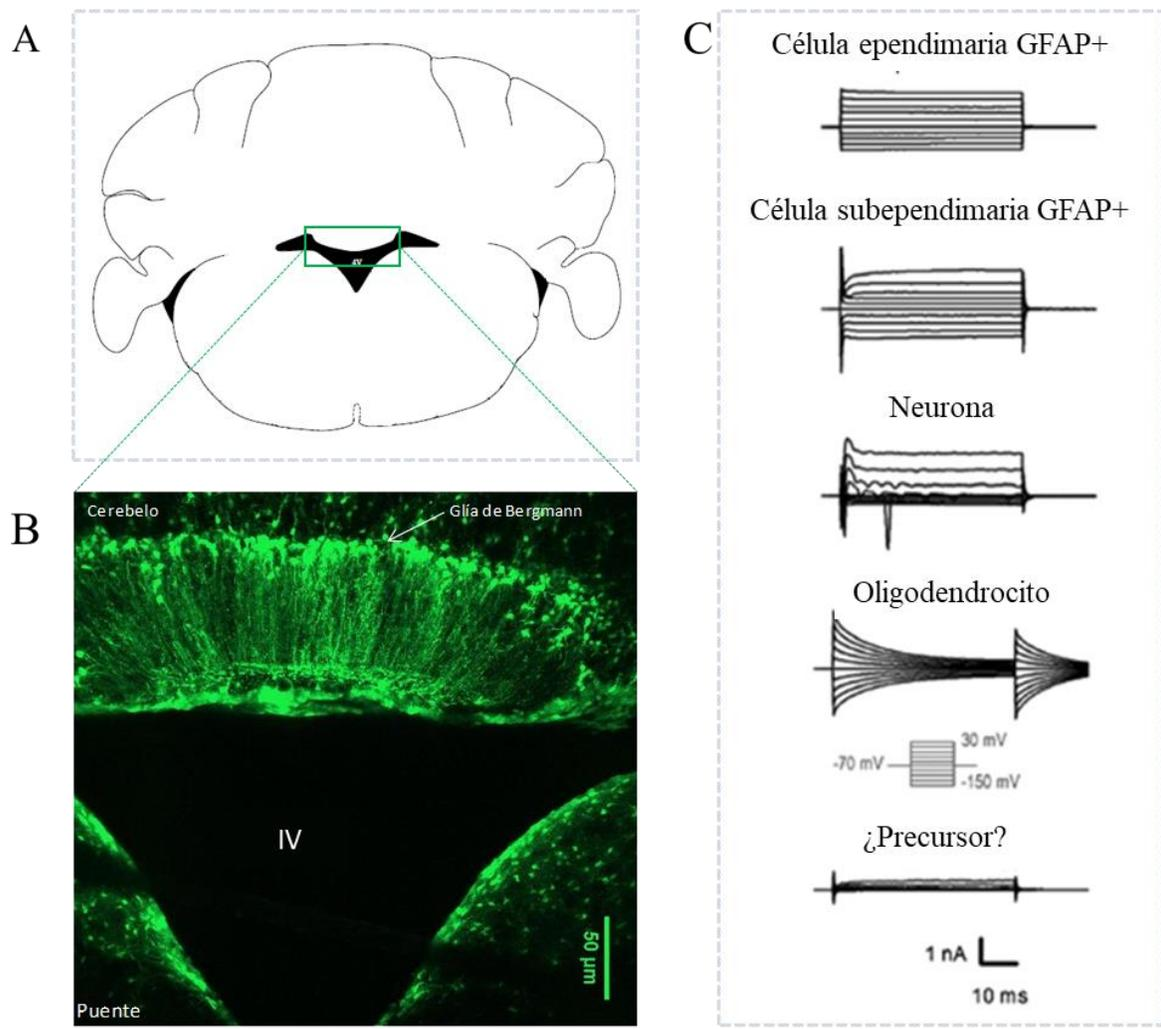 A
4V
B
Cerebelo
Glía de Bergmann
IV
50 µm
Puente
C
Célula ependimaria GFAP+
Célula subependimaria GFAP+
Neurona
Oligodendrocito
30 mV
-70 mV
-150 mV
¿Precursor?
1 nA
10 ms